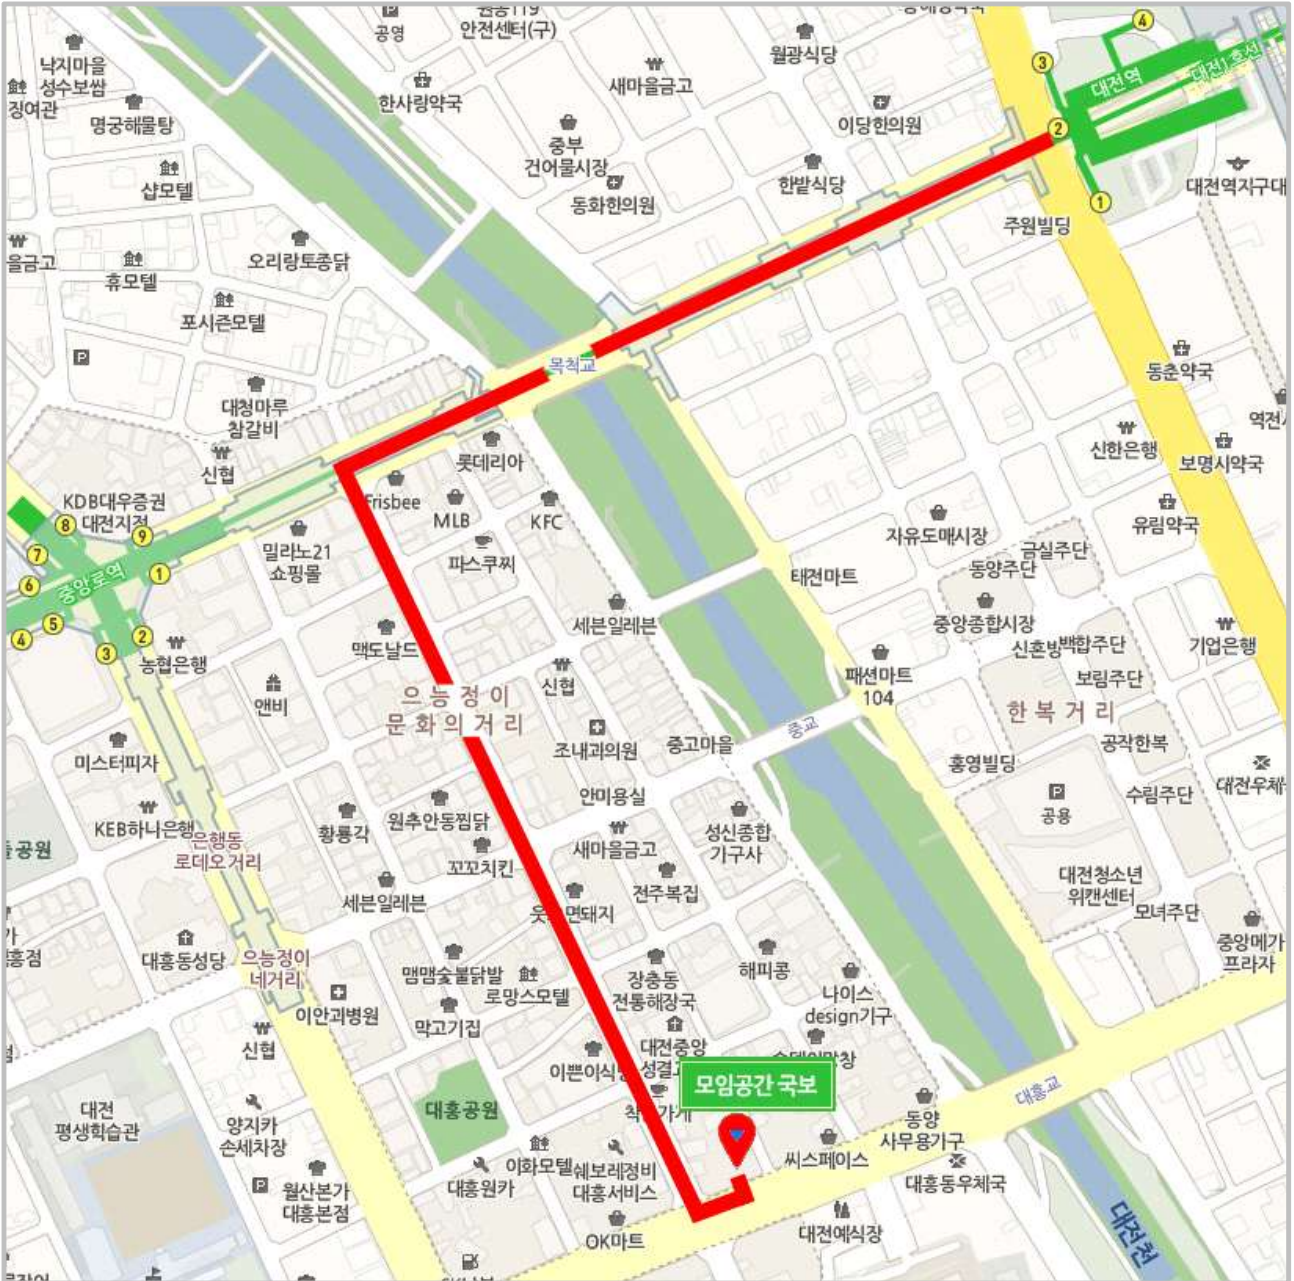 공영
안전센터(구)
낙지마을
성수보쌈
징여관
명궁해물탕
한사랑약국
새마을금고
월광식당
④
③
대전역
대전1호선
②
이당한의원
중부
건어물시장
한밭식당
샵모텔
동화한의원
①
대전역지구대
주원빌딩
을금고
오리랑토종닭
휴모텔
포시즌모텔
P
목척교
동춘약국
대청마루
참갈비
신협
롯데리아
신한은행
보명시약국
Frisbee
MLB
KFC
KDB대우증권
대전지점
⑧
⑨
⑦
유림약국
자유도매시장
금실주단
동양주단
밀라노21
쇼핑몰
파스쿠찌
태전마트
중앙로역
①
⑥
⑤
④
③
②
농협은행
세븐일레븐
중앙종합시장
신혼방
백합주단
기업은행
맥도날드
신협
패션마트
104
보림주단
앤비
으능정이
문화의거리
한복거리
중교
조내과의원
중고마을
공작한복
미스터피자
홍영빌딩
안미용실
수림주단
P
공용
KEB하나은행
은행동
로데오거리
황룡각
원추안동찜닭
성신종합
가구사
꼬꼬치킨
새마을금고
전주복집
대전청소년
위캔센터
모녀주단
세븐일레븐
면돼지
대흥동성당
으능정이
네거리
맴맴숯불닭발
로망스모텔
장충동
전통해장국
해피콩
나이스
design가구
중앙메가
프라자
이안과병원
막고기집
신협
대전중앙
이쁜이식당
모임공간 국보
대흥교
대전
평생학습관
양지카
손세차장
대흥공원
동양
사무용가구
씨스페이스
이화모텔
쉐보레정비
대흥서비스
대흥원카
대흥동우체국
P
월산본가
대흥본점
OK마트
대전예식장
대전천